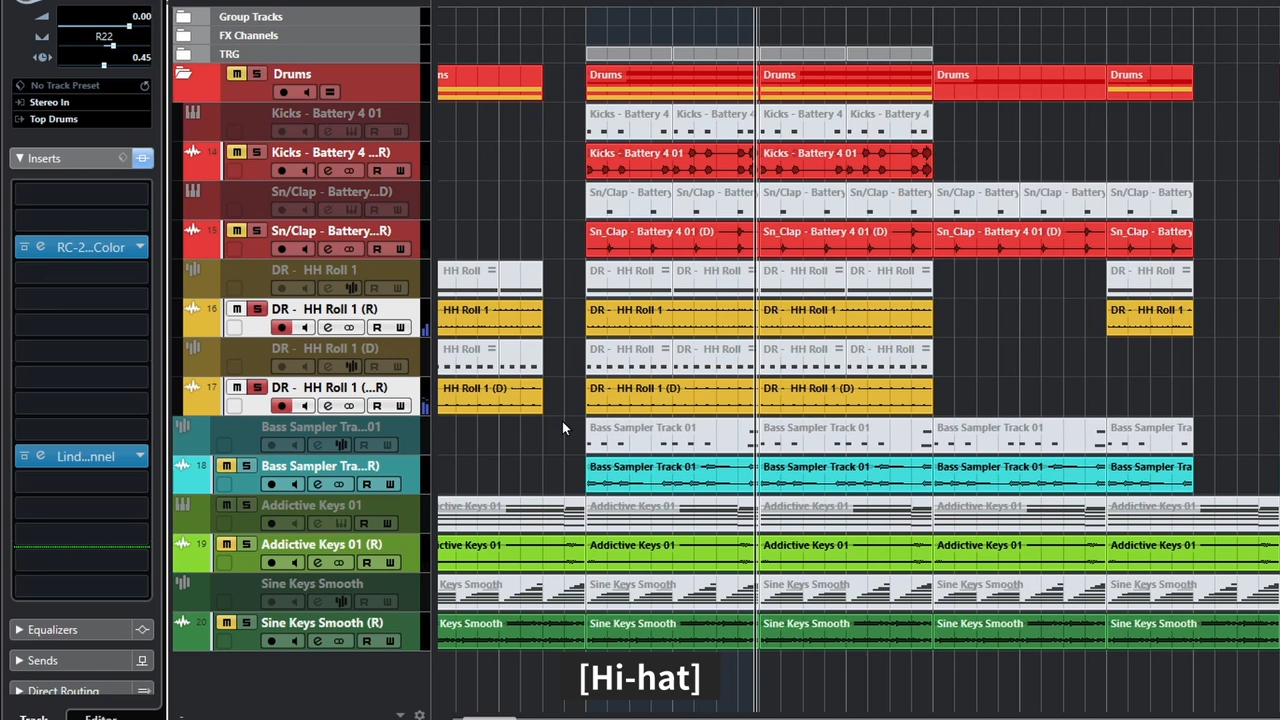 0.00
R22
0.45
No Track Preset
Stereo In
Top Drums
Inserts
RC-2...Color
Lind...nnel
Equalizers
Sends
Direct Routing
Track Editor
Group Tracks
FX Channels
TRG
m S Drums
Kicks - Battery 4 01
R W
14 m S Kicks - Battery 4 ...R)
R W
Sn/Clap - Battery...D)
R W
15 m S Sn/Clap - Battery...R)
R W
DR - HH Roll 1
R W
16 m S DR - HH Roll 1 (R)
R W
DR - HH Roll 1 (D)
R W
17 m S DR - HH Roll 1 (...R)
R W
Bass Sampler Tra...01
R W
18 m S Bass Sampler Tra...R)
R W
Addictive Keys 01
R W
19 m S Addictive Keys 01 (R)
R W
Sine Keys Smooth
R W
20 m S Sine Keys Smooth (R)
R W
ns Drums Drums Drums Drums
Kicks - Battery 4 Kicks - Battery 4 Kicks - Battery 4 Kicks - Battery 4
Kicks - Battery 4 01 Kicks - Battery 4 01
Sn/Clap - Battery Sn/Clap - Battery Sn/Clap - Battery Sn/Clap - Battery Sn/Clap - Battery Sn/Clap - Battery Sn/Clap - Battery
Sn_Clap - Battery 4 01 (D) Sn_Clap - Battery 4 01 (D) Sn_Clap - Battery 4 01 (D) Sn_Clap - Battery
HH Roll DR - HH Roll DR - HH Roll DR - HH Roll DR - HH Roll DR - HH Roll
HH Roll 1 DR - HH Roll 1 DR - HH Roll 1 DR - HH Roll 1
HH Roll DR - HH Roll DR - HH Roll DR - HH Roll DR - HH Roll
HH Roll 1 (D) DR - HH Roll 1 (D) DR - HH Roll 1 (D)
Bass Sampler Track 01 Bass Sampler Track 01 Bass Sampler Track 01 Bass Sampler Tra
Bass Sampler Track 01 Bass Sampler Track 01 Bass Sampler Track 01 Bass Sampler Tra
ctive Keys 01 Addictive Keys 01 Addictive Keys 01 Addictive Keys 01 Addictive Keys 01
ictive Keys 01 Addictive Keys 01 Addictive Keys 01 Addictive Keys 01 Addictive Keys 01
Keys Smooth Sine Keys Smooth Sine Keys Smooth Sine Keys Smooth Sine Keys Smooth
Keys Smooth Sine Keys Smooth Sine Keys Smooth Sine Keys Smooth Sine Keys Smooth
[Hi-hat]